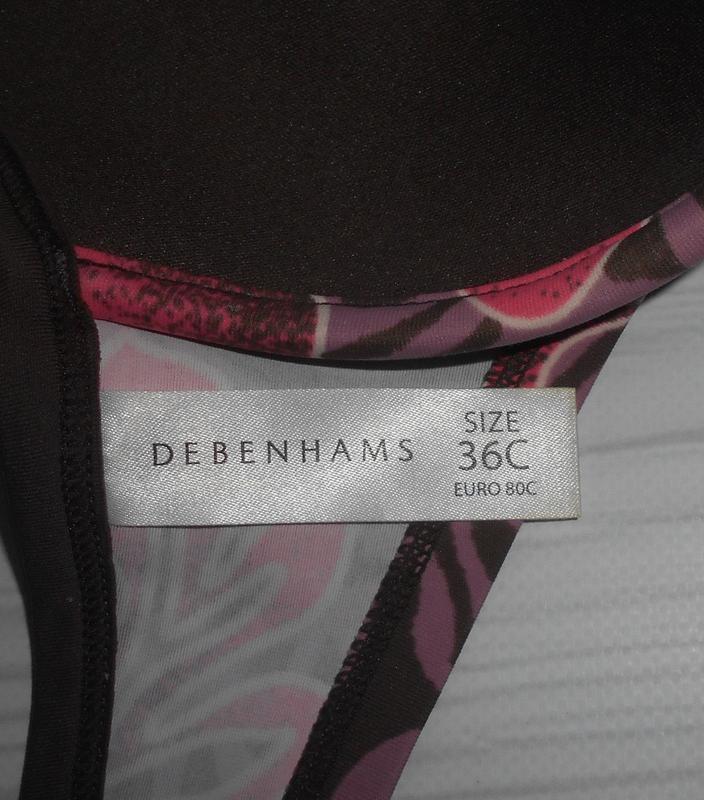 DEBENHAMS
SIZE
36C
EURO 80C